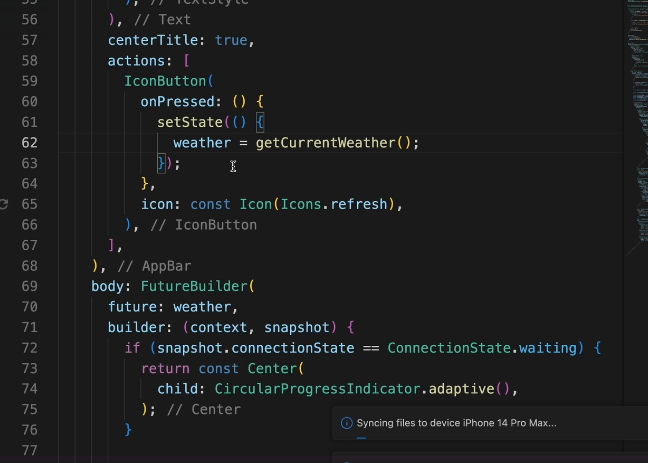 55 ), // TextStyle
56 ), // Text
57 centerTitle: true,
58 actions: [
59 IconButton(
60 onPressed: () {
61 setState(() {
62 weather = getCurrentWeather();
63 });
64 },
65 icon: const Icon(Icons.refresh),
66 ), // IconButton
67 ],
68 ), // AppBar
69 body: FutureBuilder(
70 future: weather,
71 builder: (context, snapshot) {
72 if (snapshot.connectionState == ConnectionState.waiting) {
73 return const Center(
74 child: CircularProgressIndicator.adaptive(),
75 ); // Center
76 }
77
Syncing files to device iPhone 14 Pro Max...